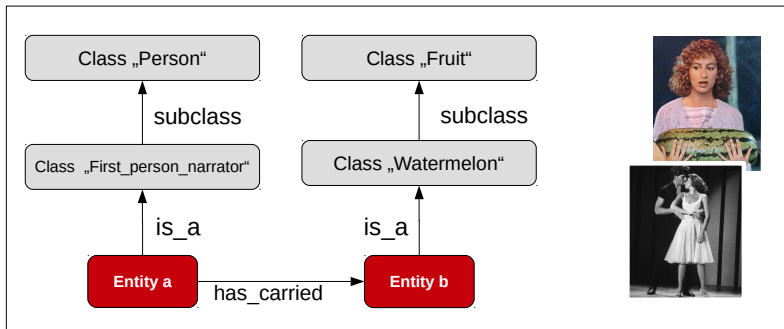 Class „Person“
Class „Fruit“
subclass
subclass
Class „First_person_narrator“
Class „Watermelon“
is_a
is_a
Entity a
has_carried
Entity b